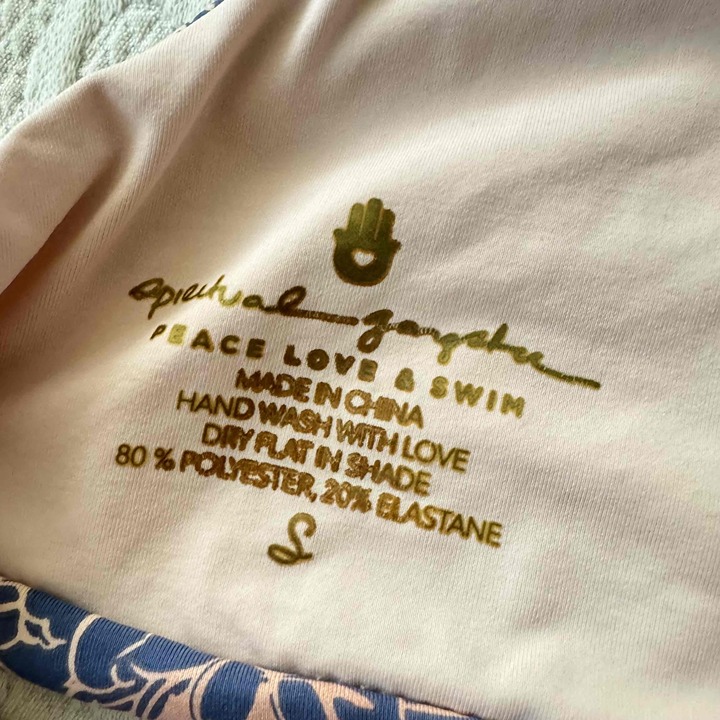 spiritual gangster
PEACE LOVE & SWIM
MADE IN CHINA
HAND WASH WITH LOVE
DRY FLAT IN SHADE
80 % POLYESTER, 20% ELASTANE
S